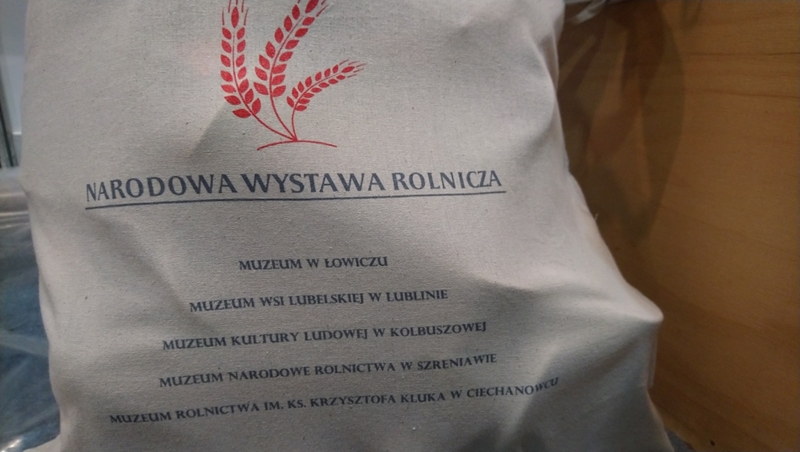 NARODOWA WYSTAWA ROLNICZA
MUZEUM W ŁOWICZU
MUZEUM WSI LUBELSKIEJ W LUBLINIE
MUZEUM KULTURY LUDOWEJ W KOLBUSZOWEJ
MUZEUM NARODOWE ROLNICTWA W SZRENIAWIE
MUZEUM ROLNICTWA IM. KS. KRZYSZTOFA KLUKA W CIECHANOWCU